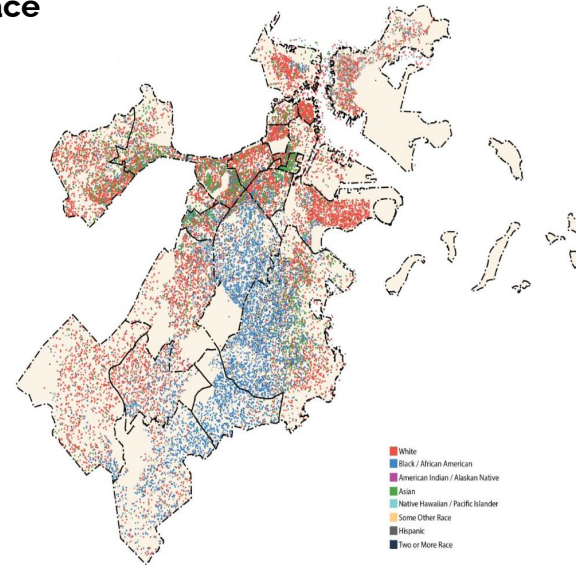 ace
White
Black / African American
American Indian / Alaskan Native
Asian
Native Hawaiian / Pacific Islander
Some Other Race
Hispanic
Two or More Race